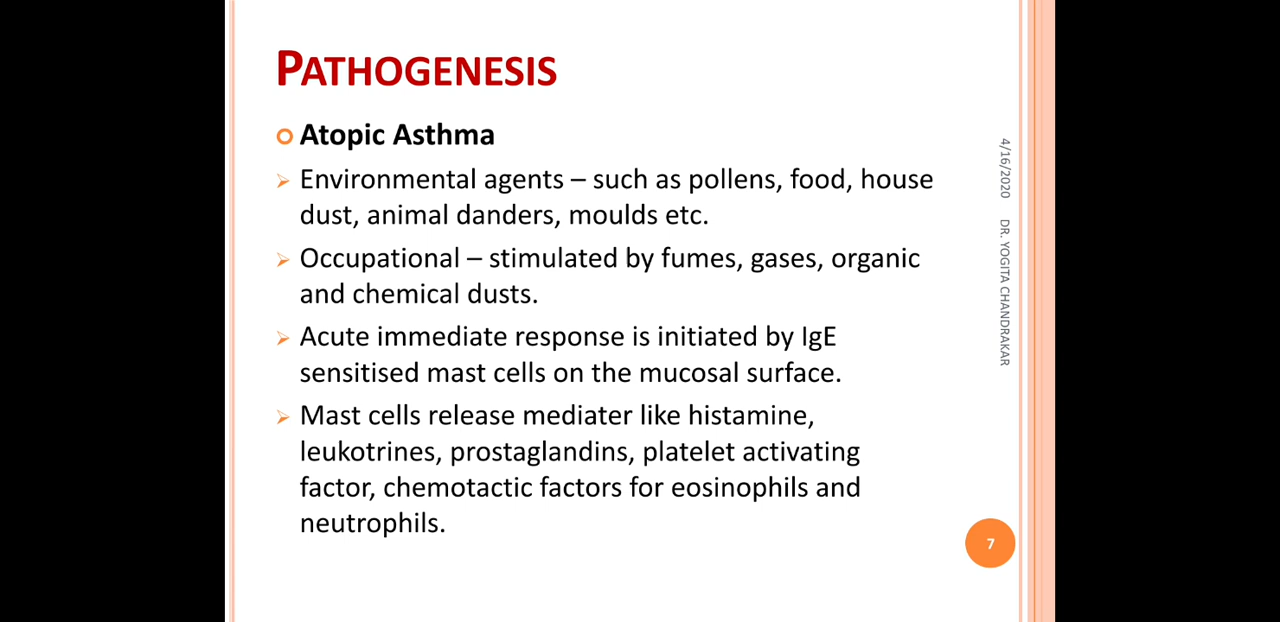 PATHOGENESIS
Atopic Asthma
Environmental agents – such as pollens, food, house
dust, animal danders, moulds etc.
Occupational – stimulated by fumes, gases, organic
and chemical dusts.
Acute immediate response is initiated by IgE
sensitised mast cells on the mucosal surface.
Mast cells release mediater like histamine,
leukotrines, prostaglandins, platelet activating
factor, chemotactic factors for eosinophils and
neutrophils.
4/16/2020 DR. YOGITA CHANDRAKAR
7